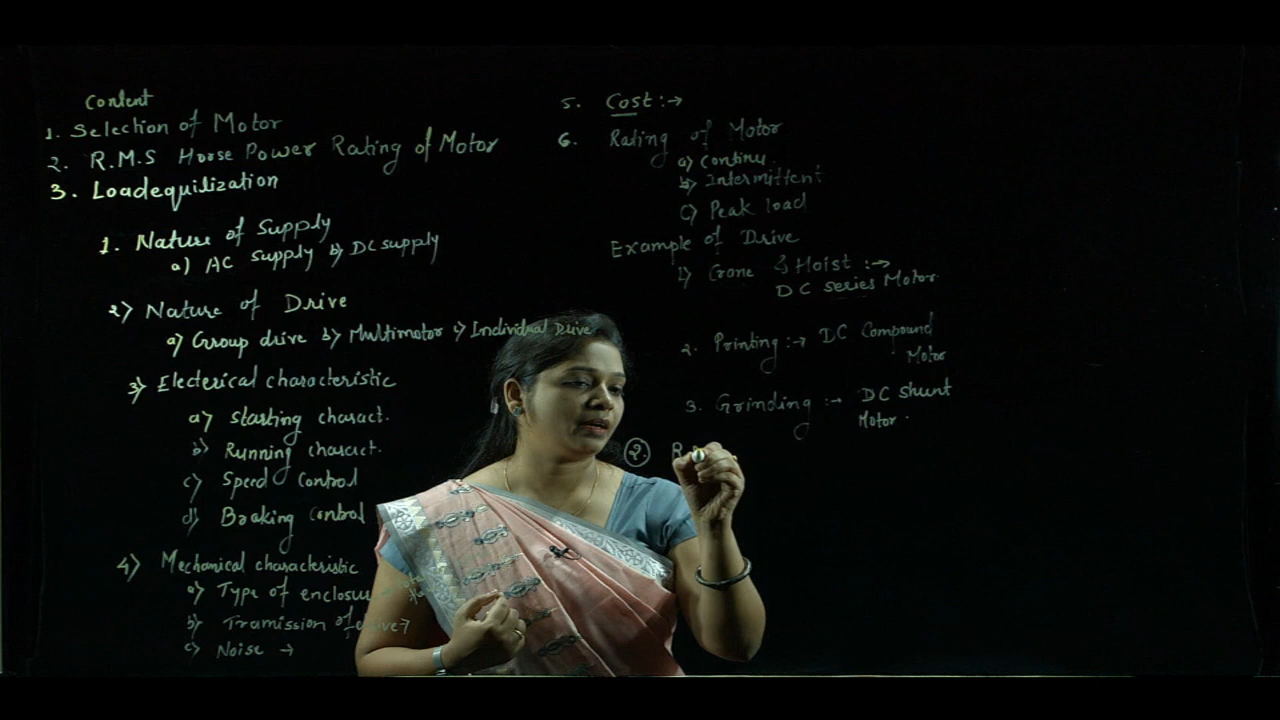 Content
1. Selection of Motor
2. R.M.S Horse Power Rating of Motor
3. Loadequilization
1. Nature of Supply
a) AC supply b) DC supply
2) Nature of Drive
a) Group drive b) Multimotor c) Individual Drive
3) Electerical characteristic
a) starting charact.
b) Running charact.
c) Speed Control
d) Braking Control
4) Mechanical characteristic
a) Type of enclosure
b) Tramission of drive →
c) Noise →
5. Cost :→
6. Rating of Motor
a) Continu.
b) Intermittent
c) Peak load
Example of Drive
1) Crane & Hoist :→
DC series Motor
2. Printing :→ DC Compound
Motor
3. Grinding :→ DC Shunt
Motor.
2. R